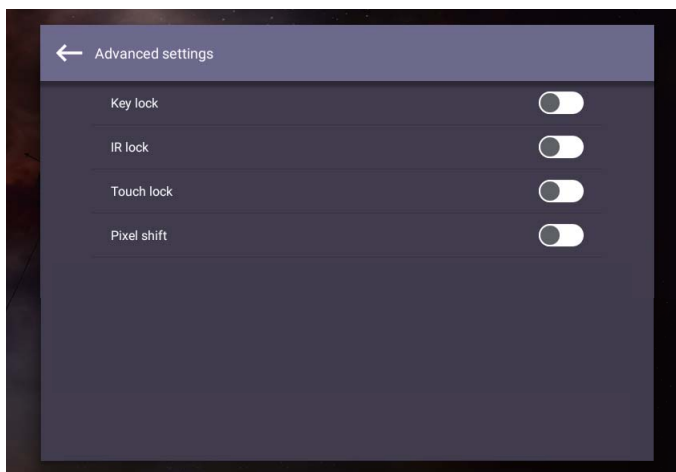 Advanced settings
Key lock
IR lock
Touch lock
Pixel shift